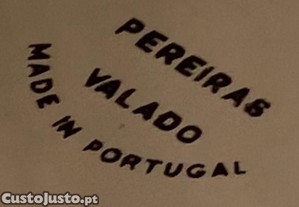 PEREIRAS
VALADO
MADE IN PORTUGAL
CustoJusto.pt